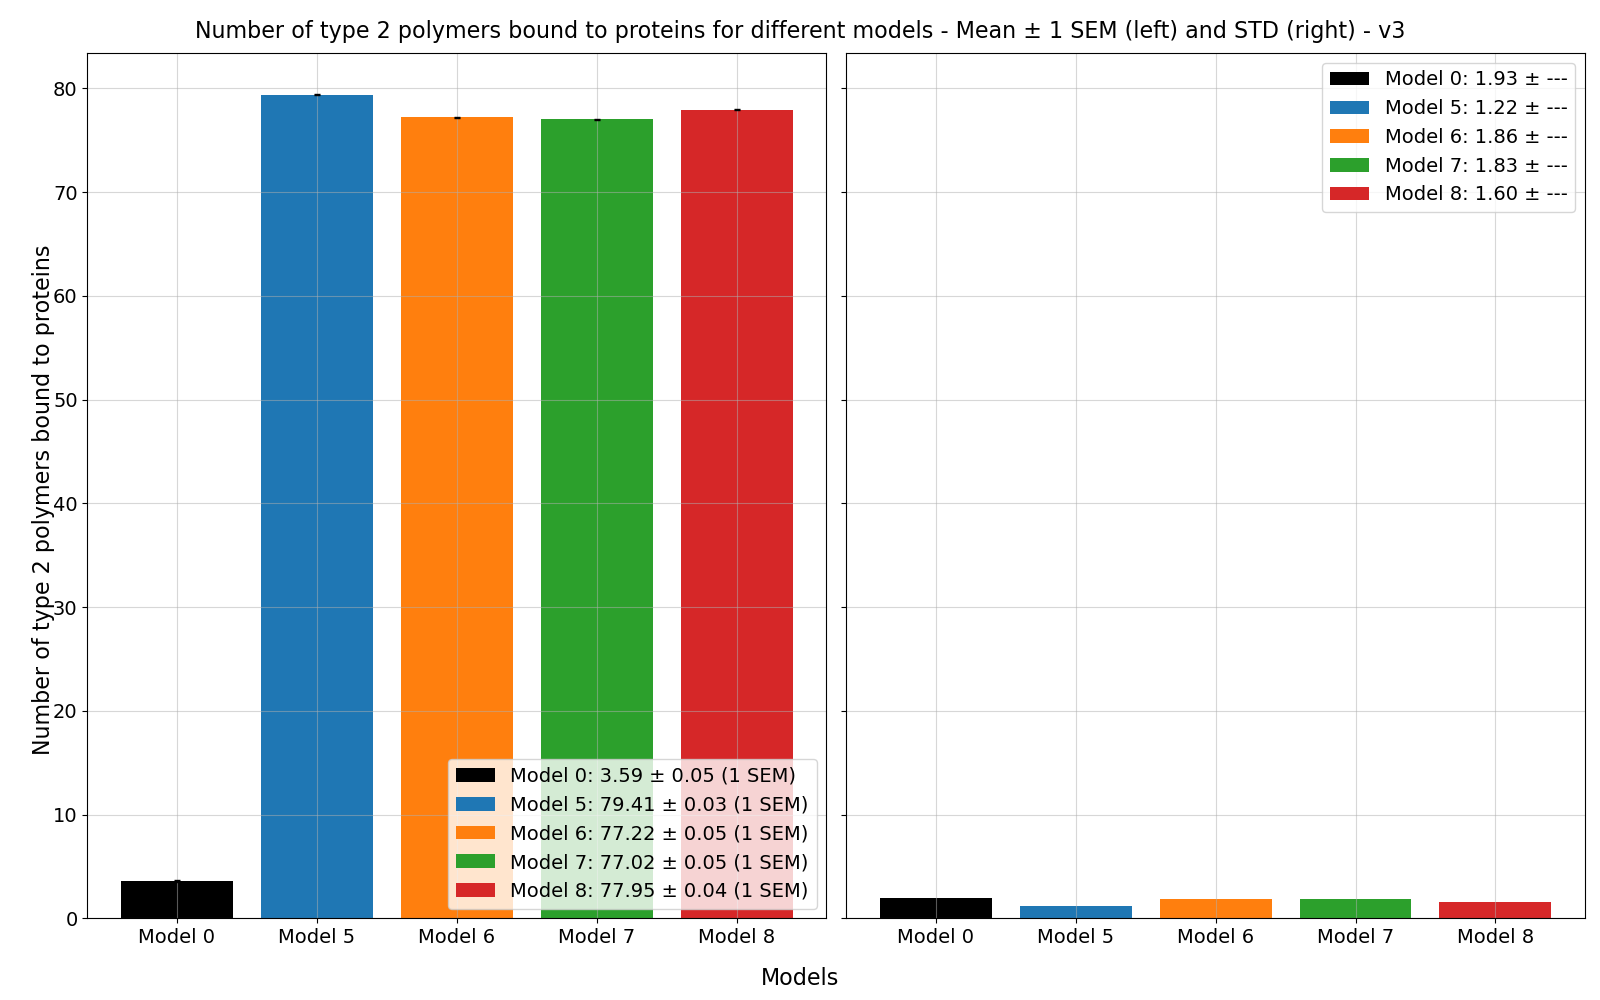 Number of type 2 polymers bound to proteins for different models - Mean ± 1 SEM (left) and STD (right) - v3
Number of type 2 polymers bound to proteins
80
70
60
50
40
30
20
10
0
Model 0: 3.59 ± 0.05 (1 SEM)
Model 5: 79.41 ± 0.03 (1 SEM)
Model 6: 77.22 ± 0.05 (1 SEM)
Model 7: 77.02 ± 0.05 (1 SEM)
Model 8: 77.95 ± 0.04 (1 SEM)
Model 0 Model 5 Model 6 Model 7 Model 8
Model 0: 1.93 ± ---
Model 5: 1.22 ± ---
Model 6: 1.86 ± ---
Model 7: 1.83 ± ---
Model 8: 1.60 ± ---
Model 0 Model 5 Model 6 Model 7 Model 8
Models